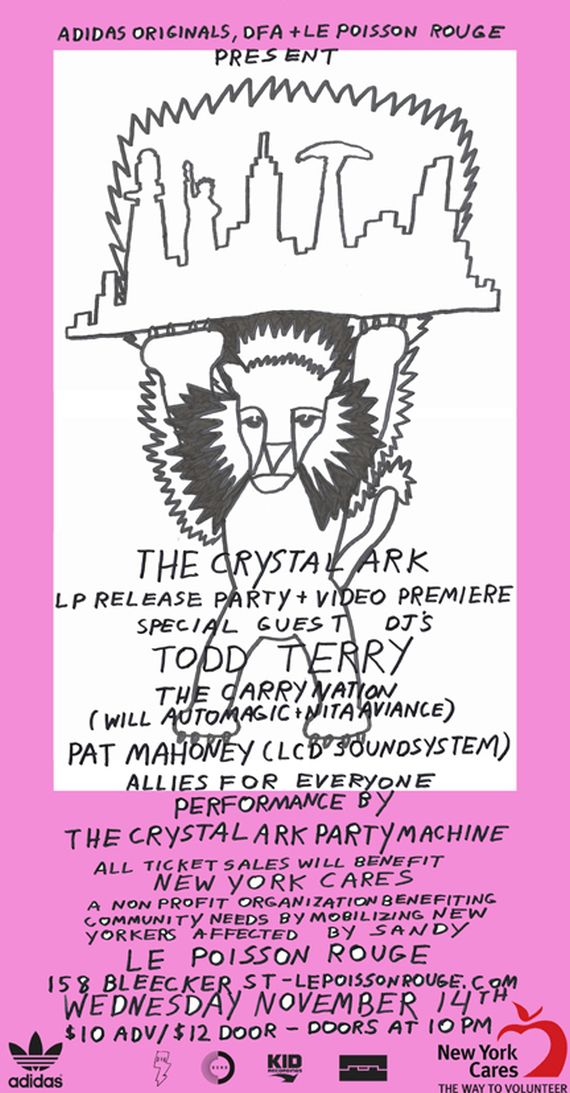 ADIDAS ORIGINALS, DFA + LE POISSON ROUGE
PRESENT
THE CRYSTAL ARK
LP RELEASE PARTY + VIDEO PREMIERE
SPECIAL GUEST DJ'S
TODD TERRY
THE CARRY NATION
(WILL AUTOMAGIC + NITA AVIANCE)
PAT MAHONEY (LCD SOUNDSYSTEM)
ALLIES FOR EVERYONE
PERFORMANCE BY
THE CRYSTAL ARK PARTY MACHINE
ALL TICKET SALES WILL BENEFIT
NEW YORK CARES
A NON PROFIT ORGANIZATION BENEFITING
COMMUNITY NEEDS BY MOBILIZING NEW
YORKERS AFFECTED BY SANDY
LE POISSON ROUGE
158 BLEECKER ST - LEPOISSONROUGE.COM
WEDNESDAY NOVEMBER 14TH
$10 ADV/$12 DOOR - DOORS AT 10 PM
adidas
KID
RECORDINGS
New York
Cares
THE WAY TO VOLUNTEER